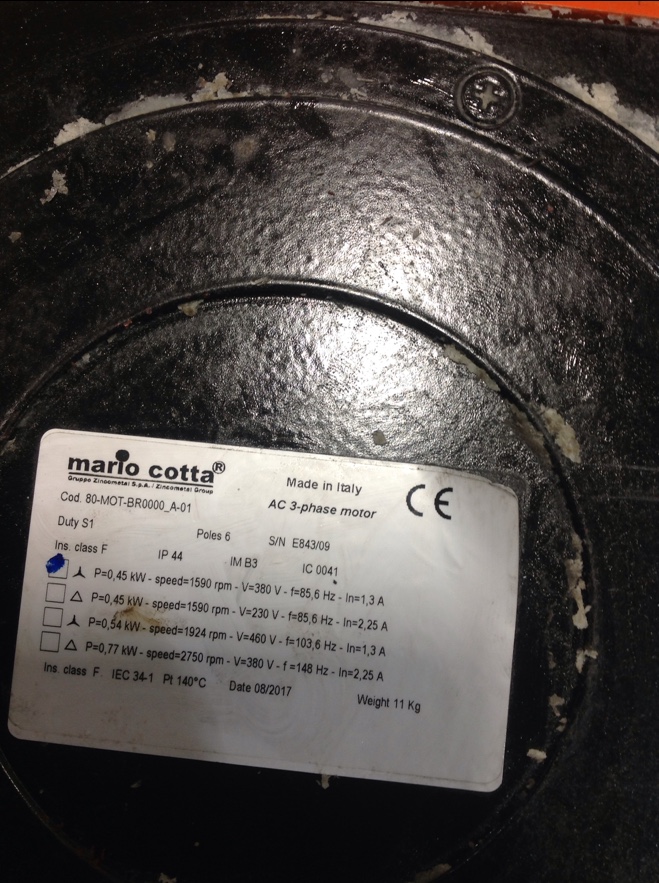 mario cotta®
Gruppo Zincometal S.p.A. / Zincometal Group
Made in Italy
Cod. 80-MOT-BR0000_A-01
AC 3-phase motor
CE
Duty S1
Poles 6
S/N E843/09
Ins. class F
IP 44
IM B3
IC 0041
P=0,45 kW - speed=1590 rpm - V=380 V - f=85,6 Hz - In=1,3 A
△ P=0,45 kW - speed=1590 rpm - V=230 V - f=85,6 Hz - In=2,25 A
P=0,54 kW - speed=1924 rpm - V=460 V - f=103,6 Hz - In=1,3 A
△ P=0,77 kW - speed=2750 rpm - V=380 V - f =148 Hz - In=2,25 A
Ins. class F. IEC 34-1 Pt 140°C Date 08/2017
Weight 11 Kg